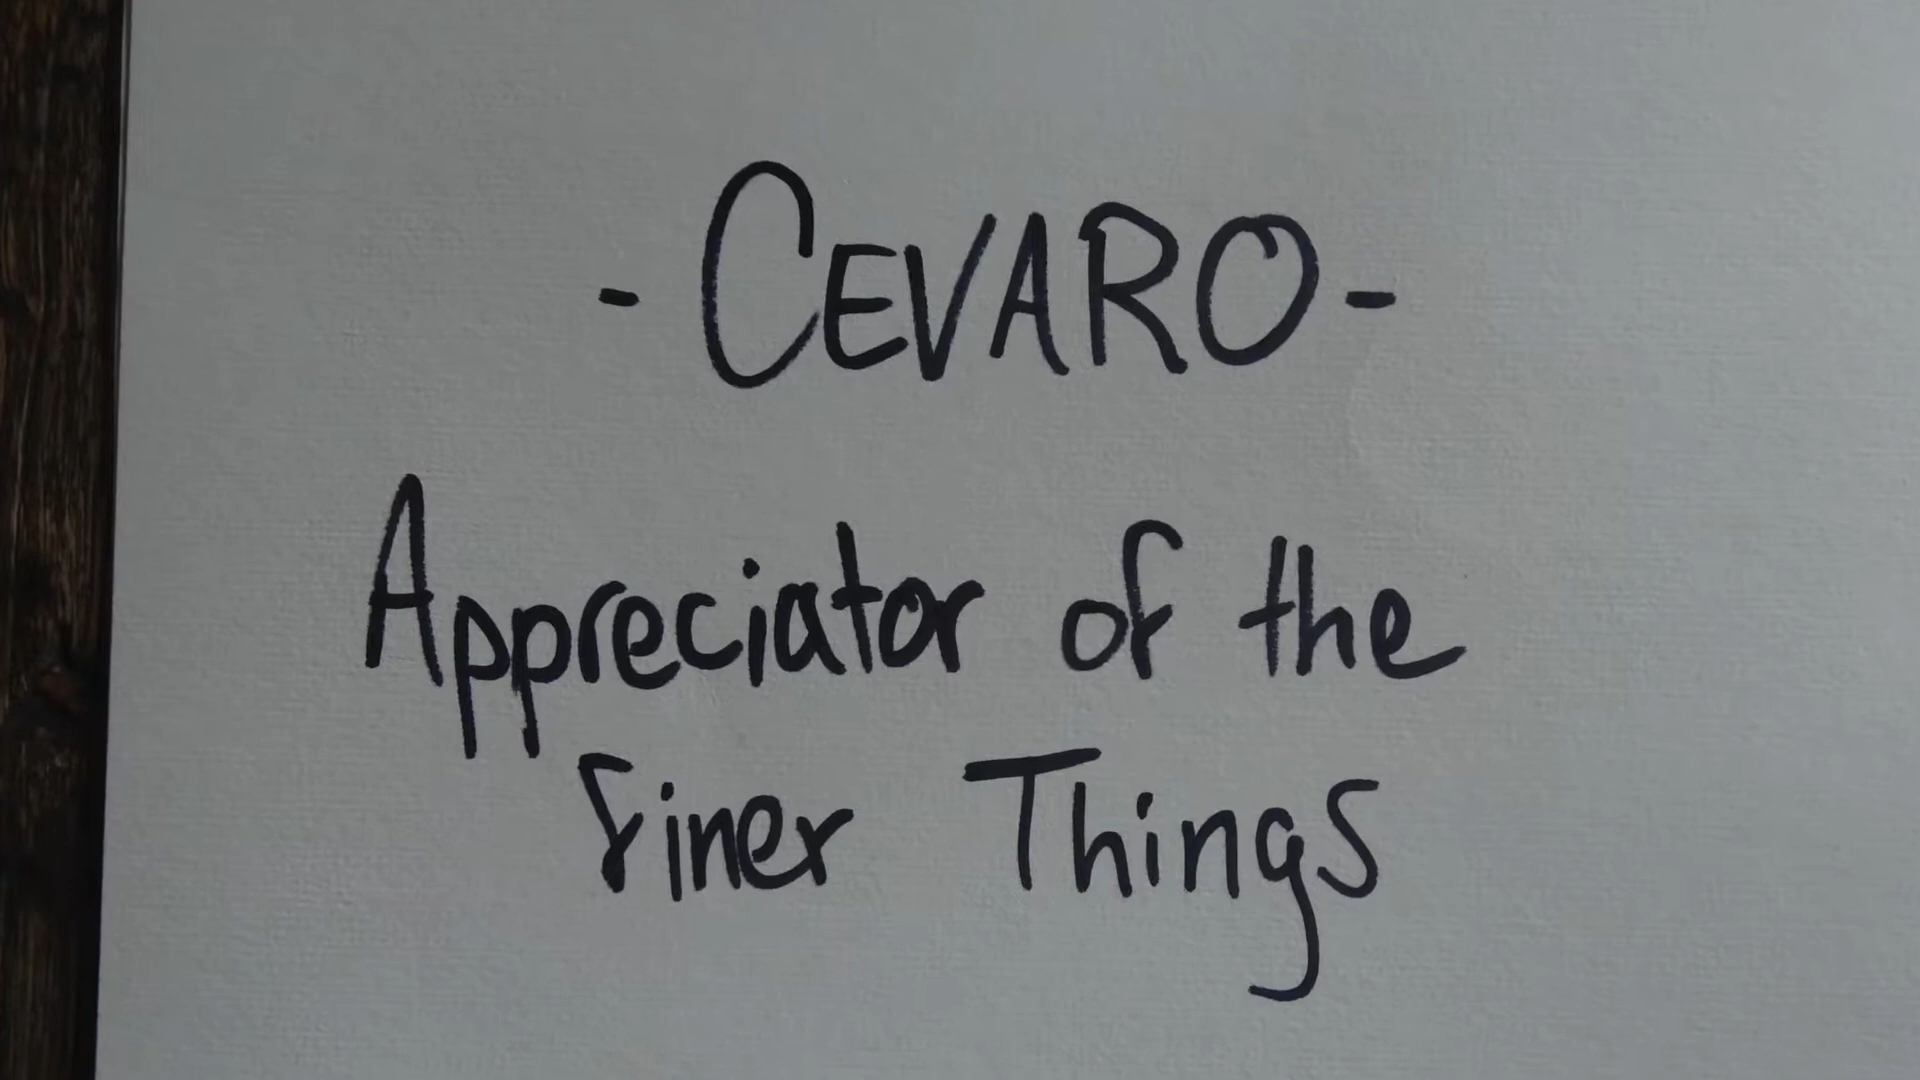 - CEVARO -
Appreciator of the
finer Things